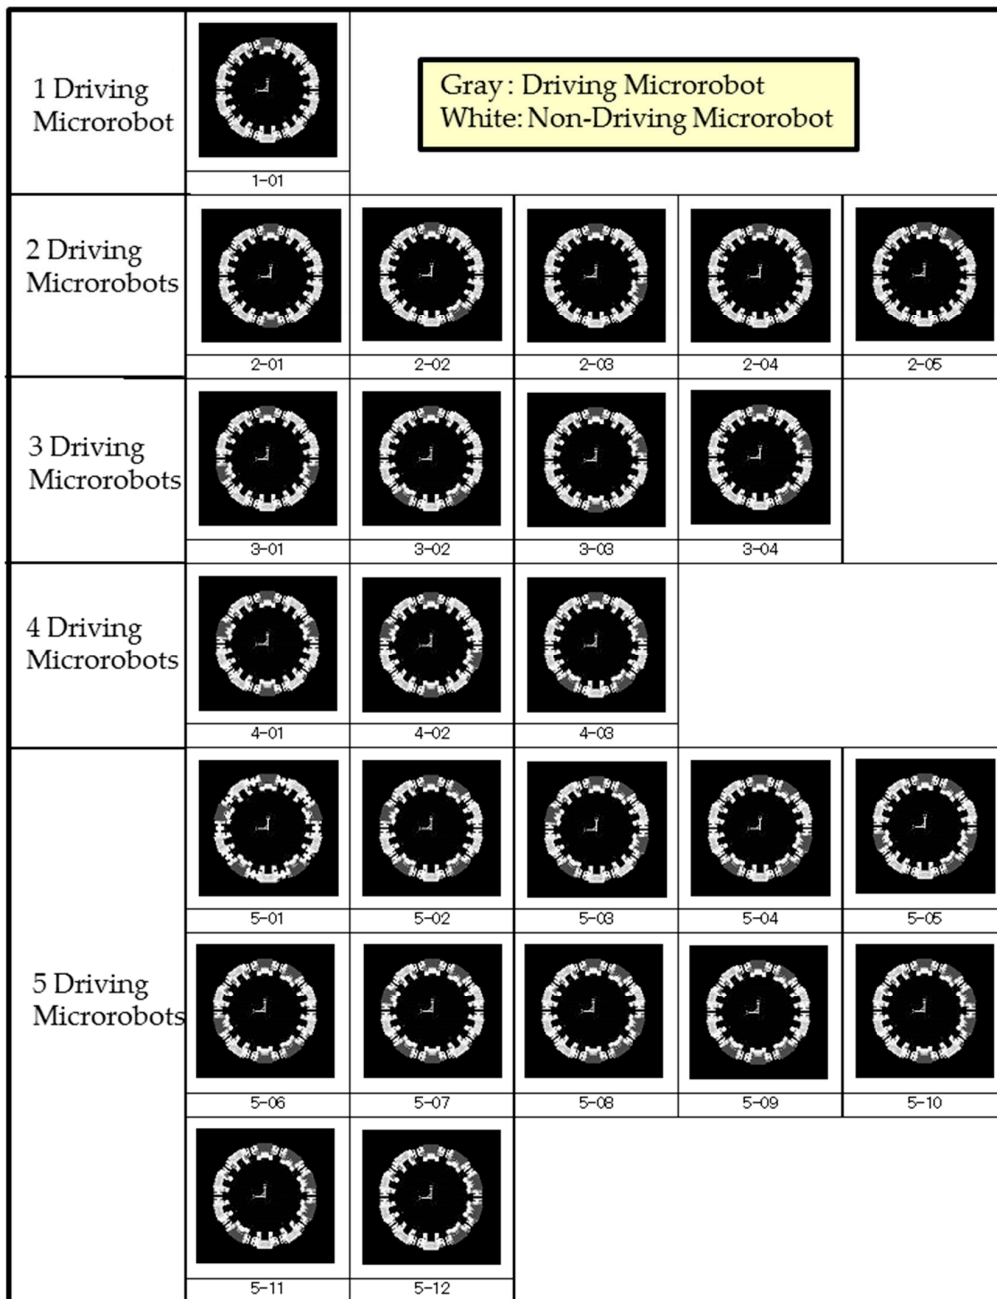 1 Driving
Microrobot
Gray : Driving Microrobot
White: Non-Driving Microrobot
1-01
2 Driving
Microrobots
2-01
2-02
2-03
2-04
2-05
3 Driving
Microrobots
3-01
3-02
3-03
3-04
4 Driving
Microrobots
4-01
4-02
4-03
5 Driving
Microrobots
5-01
5-02
5-03
5-04
5-05
5-06
5-07
5-08
5-09
5-10
5-11
5-12